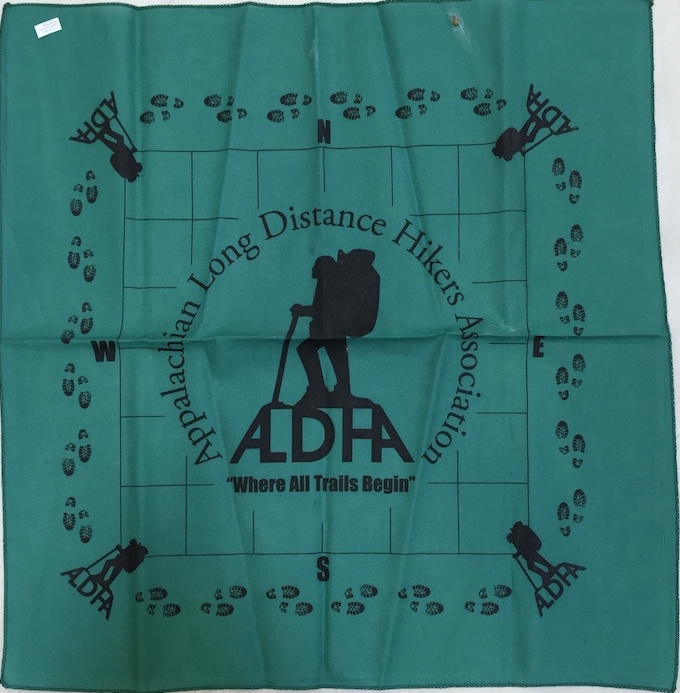 ALDHA
ALDHA
N
Appalachian Long Distance Hikers Association
W
E
ALDHA
"Where All Trails Begin"
S
ALDHA
ALDHA